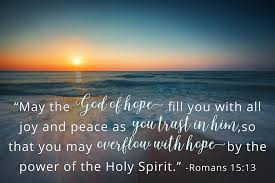 “May the God of hope fill you with all
joy and peace as you trust in him, so
that you may overflow with hope by the
power of the Holy Spirit.” -Romans 15:13